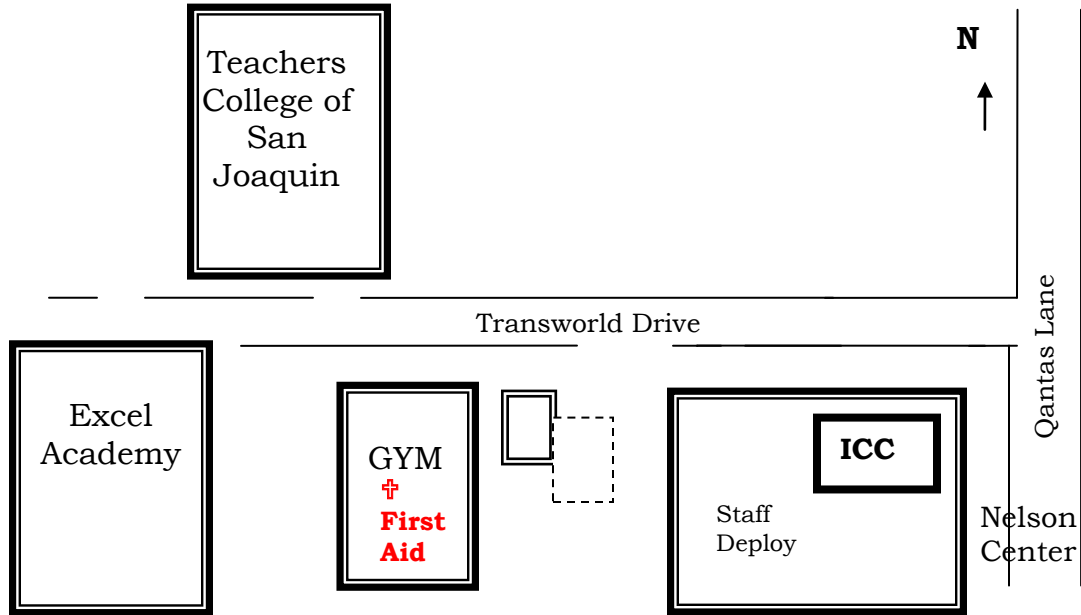 Teachers
College of
San
Joaquin
N
Transworld Drive
Qantas Lane
Excel
Academy
GYM
First
Aid
ICC
Staff
Deploy
Nelson
Center